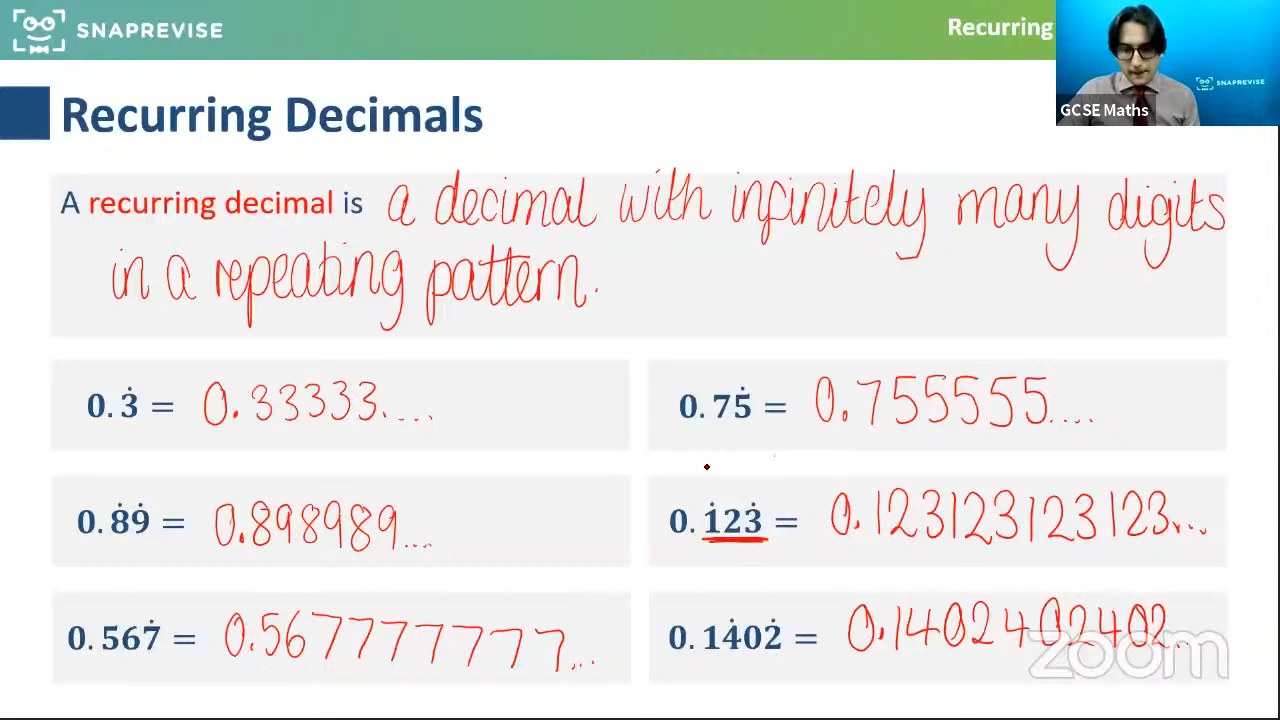 SNAPREVISE
Recurring
SNAPREVISE
GCSE Maths
Recurring Decimals
A recurring decimal is a decimal with infinitely many digits
in a repeating pattern.
0.3̇ = 0.33333....
0.75̇ = 0.755555....
0.8̇9̇ = 0.898989...
0.1̇23̇ = 0.123123123123...
0.567̇ = 0.567777777...
0.14̇02̇ = 0.1402402402...
zoom